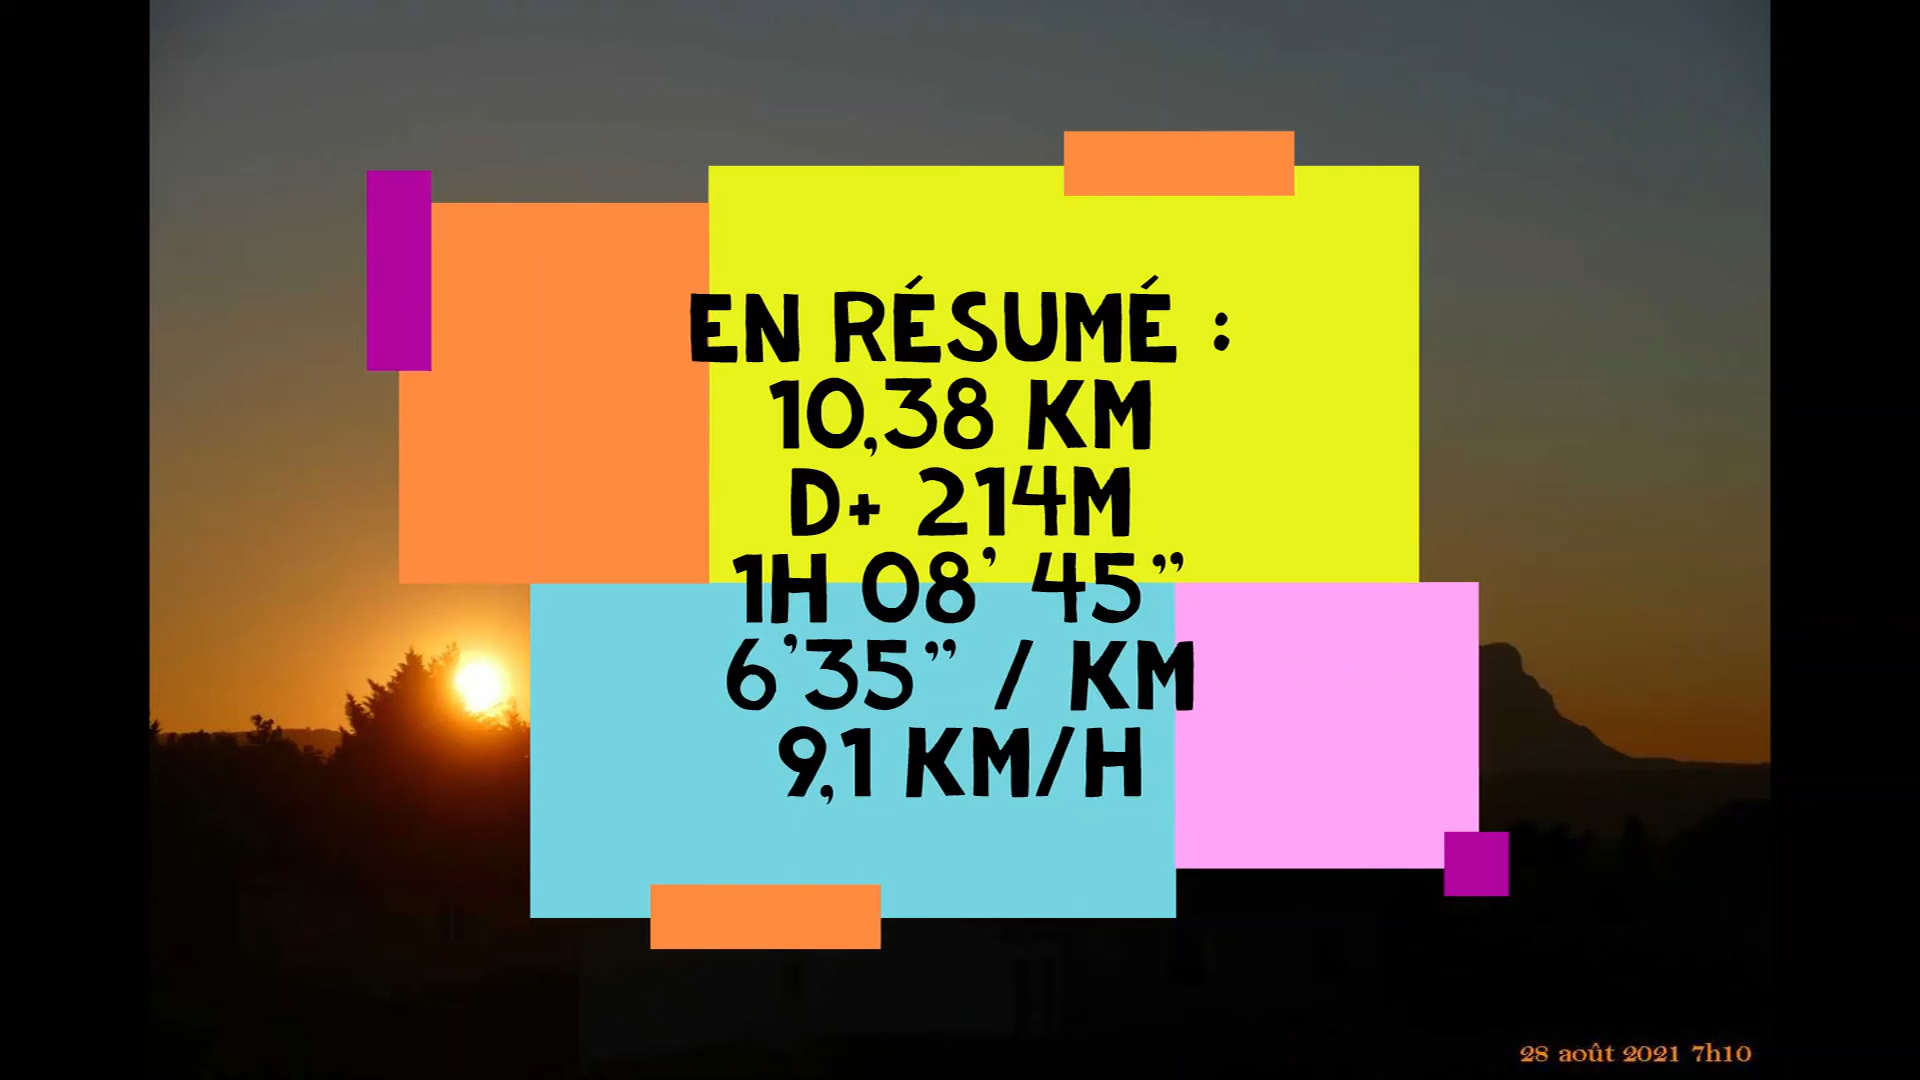 EN RÉSUMÉ :
10,38 KM
D+ 214M
1H 08’ 45”
6’35” / KM
9,1 KM/H
28 août 2021 7h10